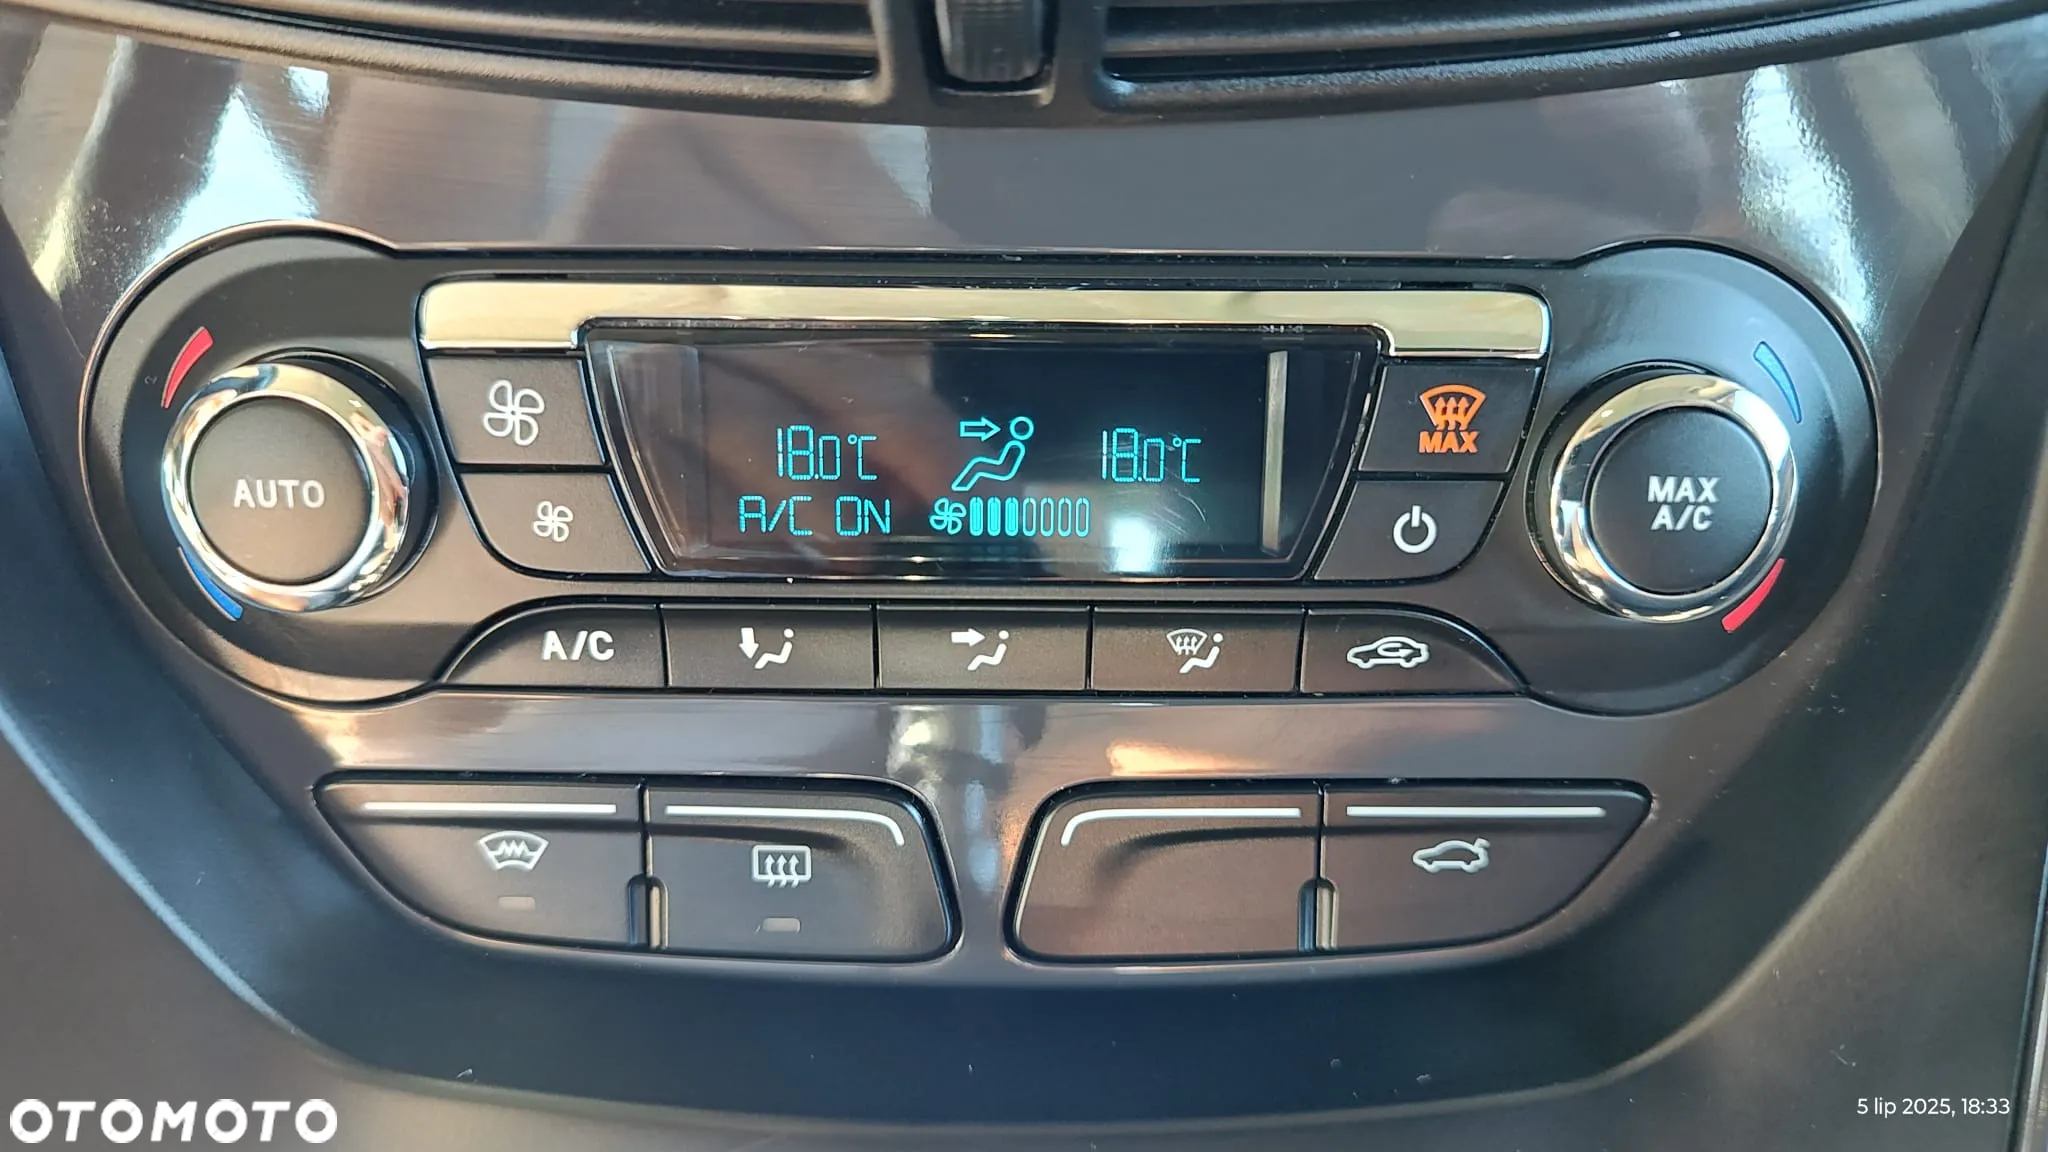 18.0°C 18.0°C
A/C ON
MAX
AUTO
MAX
A/C
A/C
OTOMOTO
5 lip 2025, 18:33